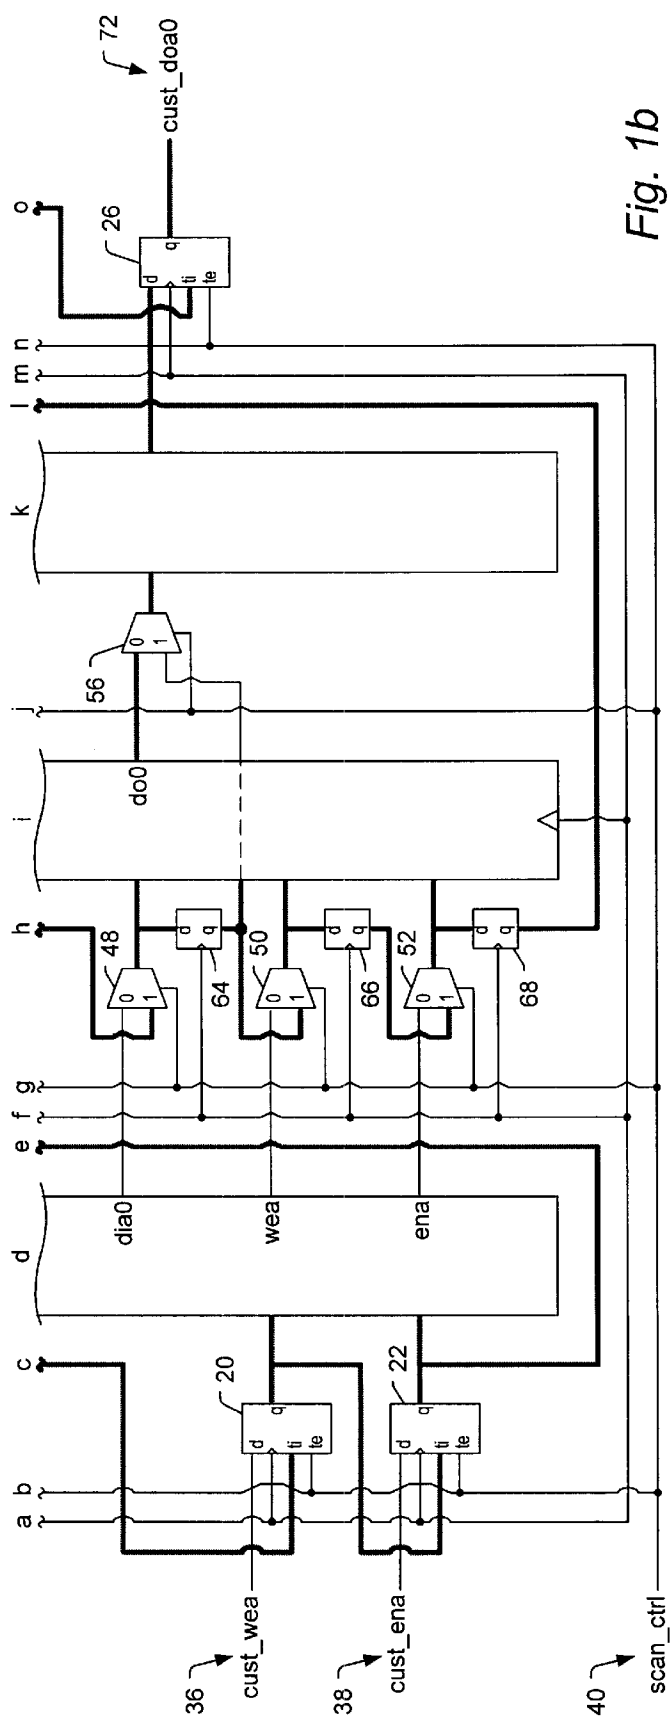 a
b
c
d
e
f
g
h
i
j
k
l
m
n
o
36
cust_wea
38
cust_ena
40
scan_ctrl
20
d
q
ti
te
22
d
q
ti
te
dia0
wea
ena
48
0
1
50
0
1
52
0
1
64
d
q
66
d
q
68
d
q
do0
56
0
1
26
d
q
ti
te
72
cust_doa0
Fig. 1b